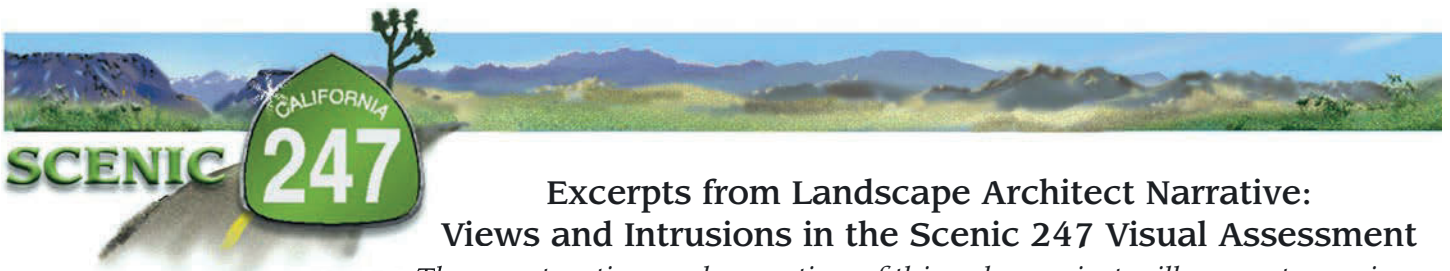 CALIFORNIA
SCENIC 247
Excerpts from Landscape Architect Narrative:
Views and Intrusions in the Scenic 247 Visual Assessment